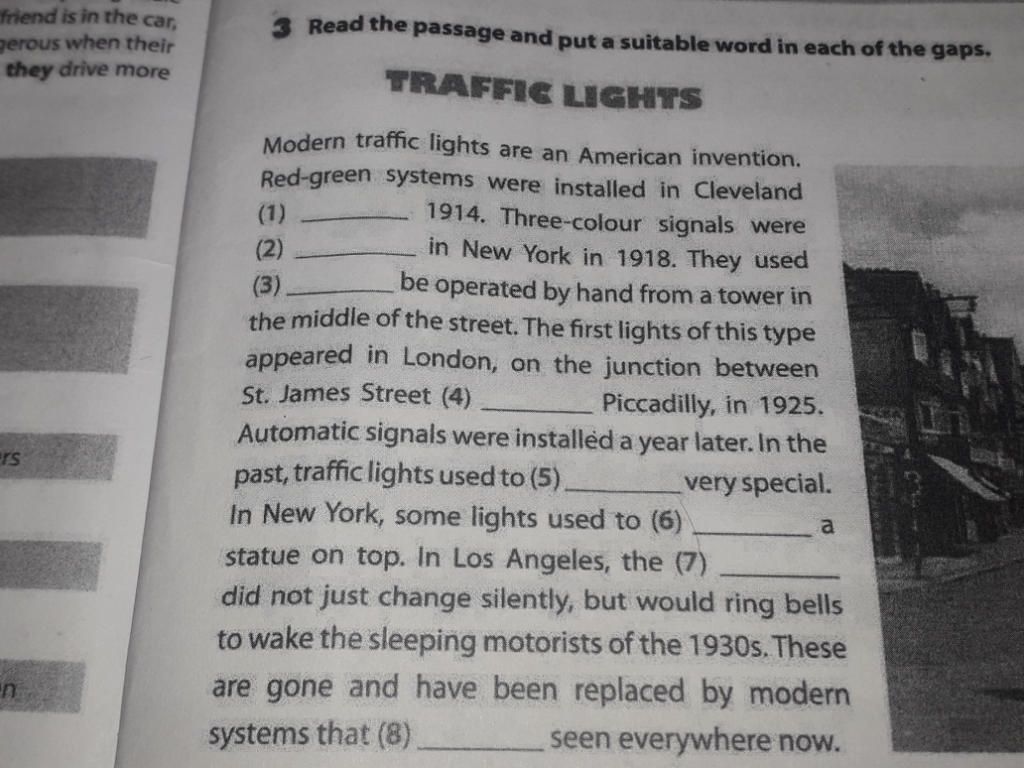 friend is in the car,
gerous when their
they drive more
rs
n
3 Read the passage and put a suitable word in each of the gaps.
TRAFFIC LIGHTS
Modern traffic lights are an American invention.
Red-green systems were installed in Cleveland
(1) ________ 1914. Three-colour signals were
(2) ________ in New York in 1918. They used
(3) ________ be operated by hand from a tower in
the middle of the street. The first lights of this type
appeared in London, on the junction between
St. James Street (4) ________ Piccadilly, in 1925.
Automatic signals were installed a year later. In the
past, traffic lights used to (5) ________ very special.
In New York, some lights used to (6) ________ a
statue on top. In Los Angeles, the (7) ________
did not just change silently, but would ring bells
to wake the sleeping motorists of the 1930s. These
are gone and have been replaced by modern
systems that (8) ________ seen everywhere now.